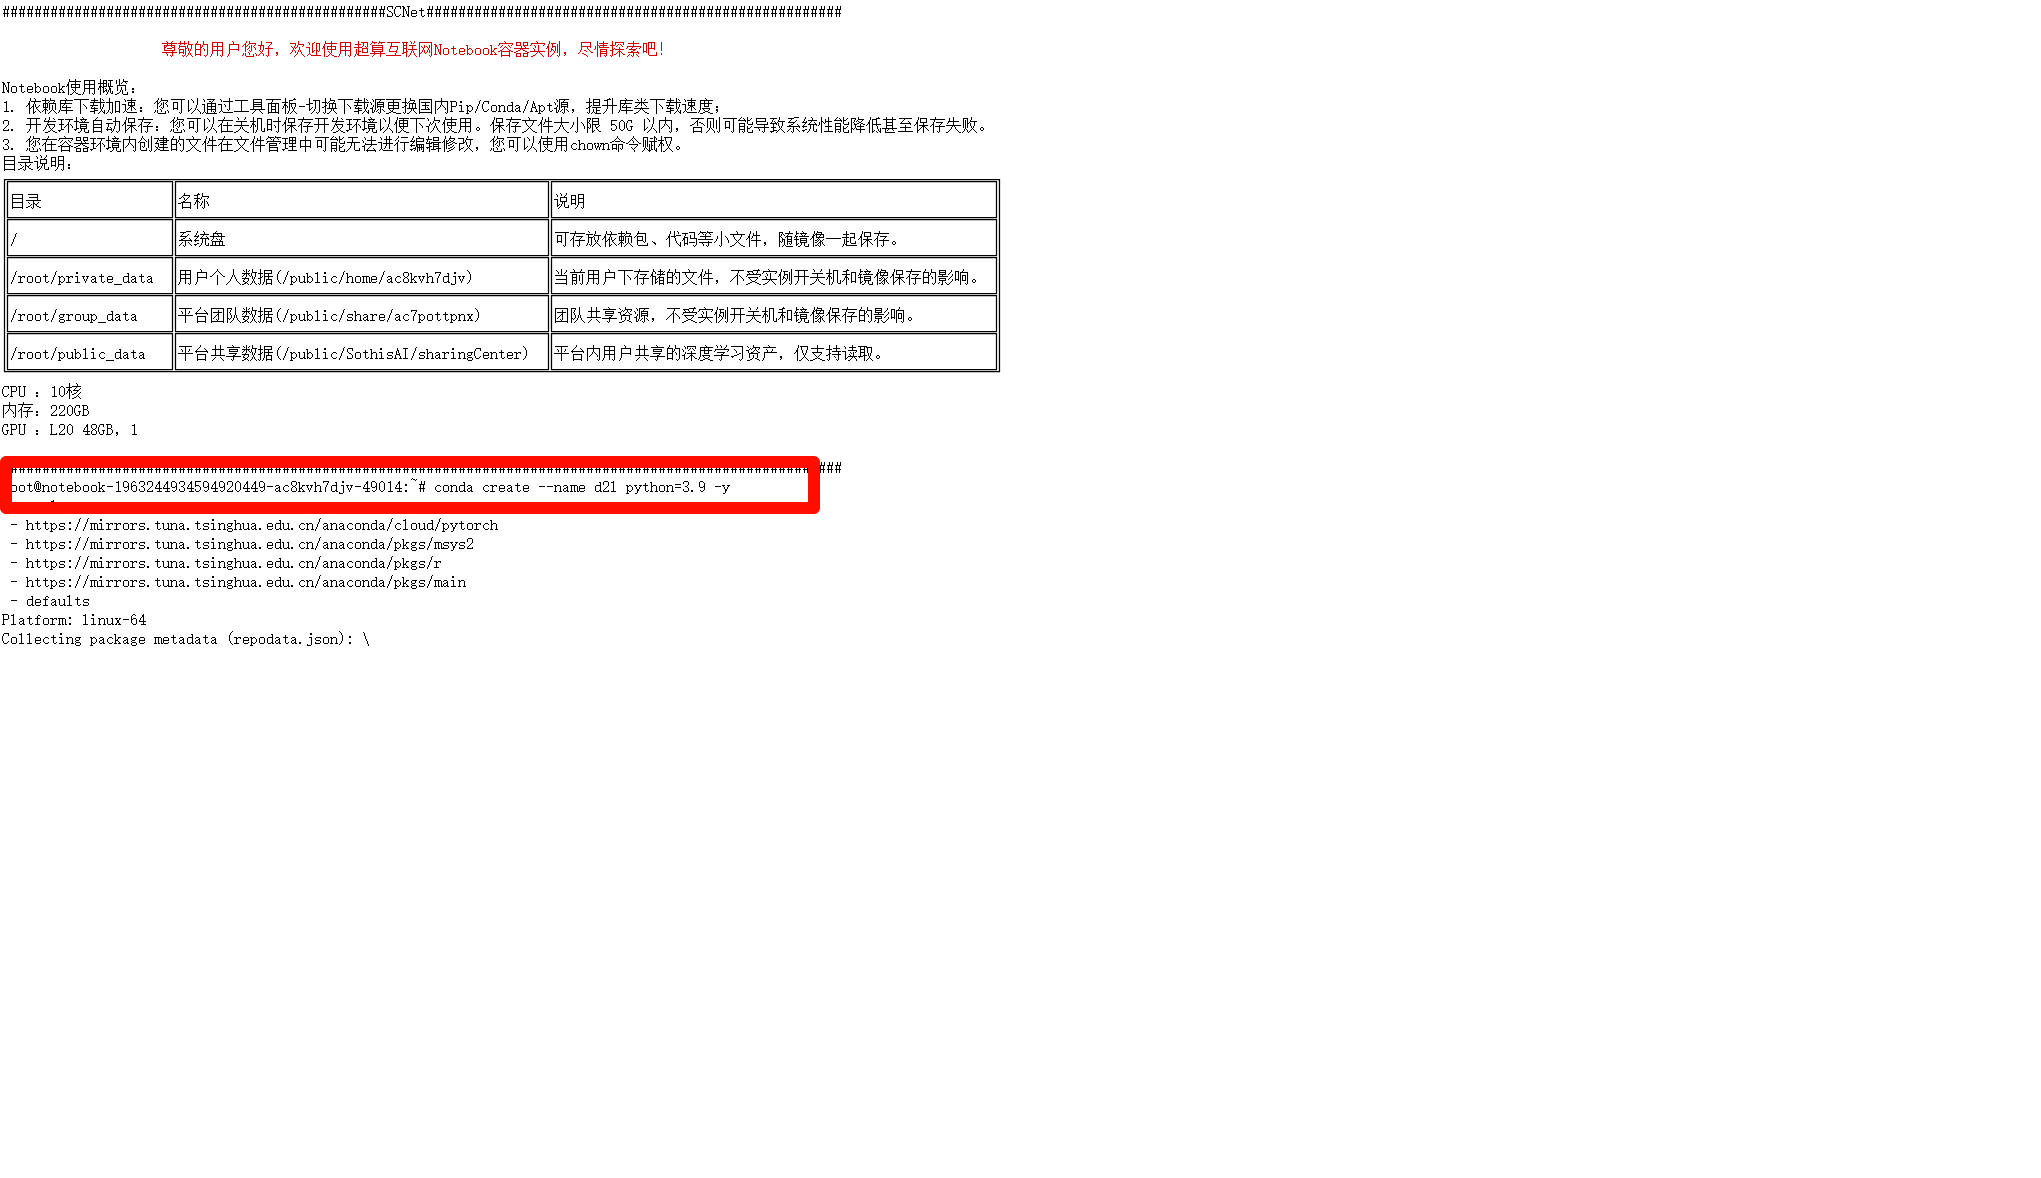 ################################################SCNet####################################################
尊敬的用户您好，欢迎使用超算互联网Notebook容器实例，尽情探索吧！
Notebook使用概览：
1. 依赖库下载加速：您可以通过工具面板-切换下载源更换国内Pip/Conda/Apt源，提升库类下载速度；
2. 开发环境自动保存：您可以在关机时保存开发环境以便下次使用。保存文件大小限 50G 以内，否则可能导致系统性能降低甚至保存失败。
3. 您在容器环境内创建的文件在文件管理中可能无法进行编辑修改，您可以使用chown命令赋权。
目录说明：
目录 名称 说明
/ 系统盘 可存放依赖包、代码等小文件，随镜像一起保存。
/root/private_data 用户个人数据(/public/home/ac8kvh7djv) 当前用户下存储的文件，不受实例开关机和镜像保存的影响。
/root/group_data 平台团队数据(/public/share/ac7pottpnx) 团队共享资源，不受实例开关机和镜像保存的影响。
/root/public_data 平台共享数据(/public/SothisAI/sharingCenter) 平台内用户共享的深度学习资产，仅支持读取。
CPU ：10核
内存：220GB
GPU ：L20 48GB，1
########################################################################################################
oot@notebook-1963244934594920449-ac8kvh7djv-49014:~# conda create --name d2l python=3.9 -y
- https://mirrors.tuna.tsinghua.edu.cn/anaconda/cloud/pytorch
- https://mirrors.tuna.tsinghua.edu.cn/anaconda/pkgs/msys2
- https://mirrors.tuna.tsinghua.edu.cn/anaconda/pkgs/r
- https://mirrors.tuna.tsinghua.edu.cn/anaconda/pkgs/main
- defaults
Platform: linux-64
Collecting package metadata (repodata.json): \